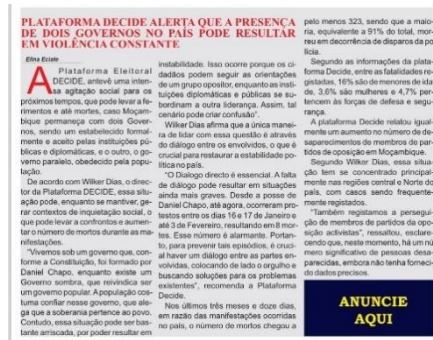 PLATAFORMA DECIDE ALERTA QUE A PRESENÇA
DE DOIS GOVERNOS NO PAÍS PODE RESULTAR
EM VIOLÊNCIA CONSTANTE
Elina Eciate
A Plataforma Eleitoral
DECIDE, antevê uma inten-
sa agitação social para os
próximos tempos, que pode levar a fe-
rimentos e até mortes, caso Moçam-
bique permaneça com dois Gover-
nos, sendo um estabelecido formal-
mente e aceito pelas instituições pú-
blicas e diplomáticas, e o outro, o go-
verno paralelo, obedecido pela popu-
lação.
De acordo com Wilker Dias, o direc-
tor da Plataforma DECIDE, essa situ-
ação pode, enquanto se mantiver, ge-
rar contextos de inquietação social, o
que pode levar a confrontos e aumen-
tar o número de mortos durante as ma-
nifestações.
"Vivemos sob um governo que, con-
forme a Constituição, foi formado por
Daniel Chapo, enquanto existe um
Governo sombra, que reivindica ser
um governo popular. A população cos-
tuma confiar nesse governo, que ale-
ga que a soberania pertence ao povo.
Contudo, essa situação pode ser bas-
tante arriscada, por poder resultar em
instabilidade. Isso ocorre porque os ci-
dadãos podem seguir as orientações
de um grupo opositor, enquanto as insti-
tuições diplomáticas e públicas se su-
bordinam a outra liderança. Assim, tal
cenário pode criar confusão".
Wilker Dias afirma que a única manei-
ra de lidar com essa questão é através
do diálogo entre os envolvidos, o que é
crucial para restaurar a estabilidade po-
lítica no país.
"O Dialogo directo é essencial. A falta
de diálogo pode resultar em situações
ainda mais graves. Desde a posse de
Daniel Chapo, até agora, ocorreram pro-
testos entre os dias 16 e 17 de Janeiro e
até 3 de Fevereiro, resultando em 8 mor-
tes. Esse número é alarmante. Portan-
to, para prevenir tais episódios, é cruci-
al haver um diálogo entre as partes en-
volvidas, colocando de lado o orgulho e
buscando soluções para os problemas
existentes", recomenda a Plataforma
Decide.
Nos últimos três meses e doze dias,
em razão das manifestações ocorridas
no país, o número de mortos chegou a
pelo menos 323, sendo que a maio-
ria, equivalente a 91% do total, mor-
reu em decorrência de disparos da po-
lícia.
Segundo as informações da plata-
forma Decide, entre as fatalidades re-
gistadas, 16% são de menores de ida
de, 3,6% são mulheres e 4,7% per-
tencem às forças de defesa e segu-
rança.
A plataforma Decide relatou igual-
mente um aumento no número de de-
saparecimentos de membros de par-
tidos de oposição em Moçambique.
Segundo Wilker Dias, essa situa-
ção tem se concentrado principal-
mente nas regiões central e Norte do
país, com casos sendo frequente-
mente registados.
"Também registamos a persegui-
ção de membros de partidos da opo-
sição activistas", ressaltou, esclare-
cendo que, neste momento, há um nú
mero significativo de pessoas desa-
parecidas, embora não tenha forneci-
do dados precisos.
ANUNCIE
AQUI